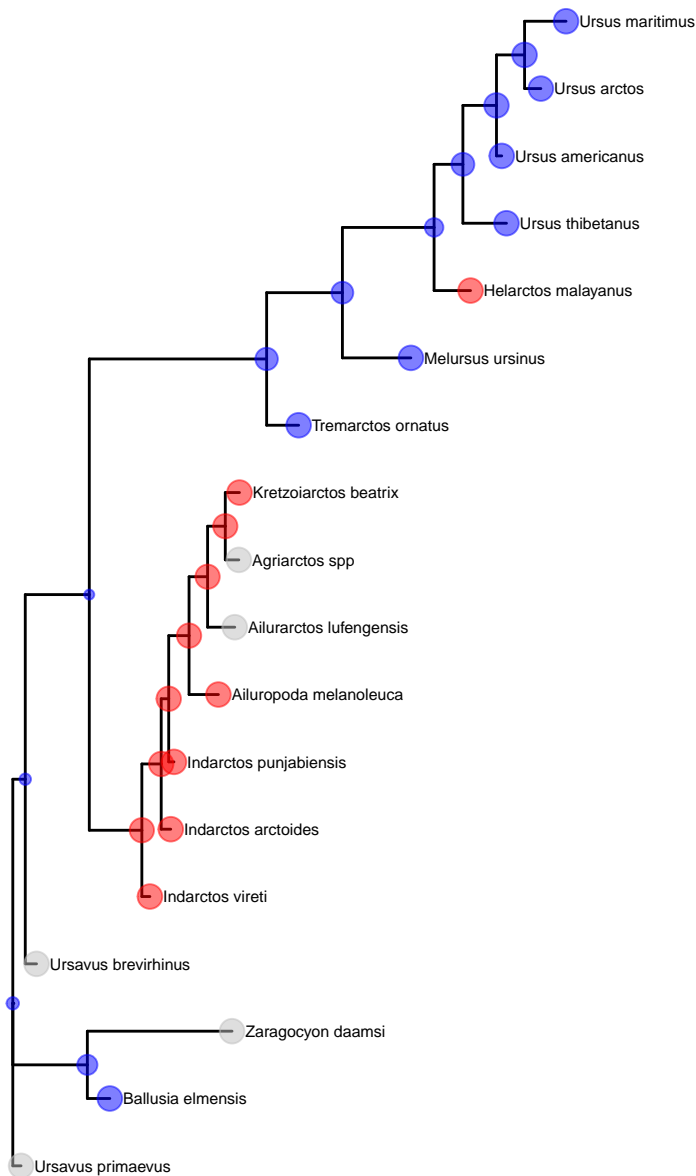 Ursus maritimus
Ursus arctos
Ursus americanus
Ursus thibetanus
Helarctos malayanus
Melursus ursinus
Tremarctos ornatus
Kretzoiarctos beatrix
Agriarctos spp
Ailurarctos lufengensis
Ailuropoda melanoleuca
Indarctos punjabiensis
Indarctos arctoides
Indarctos vireti
Ursavus brevirhinus
Zaragocyon daamsi
Ballusia elmensis
Ursavus primaevus